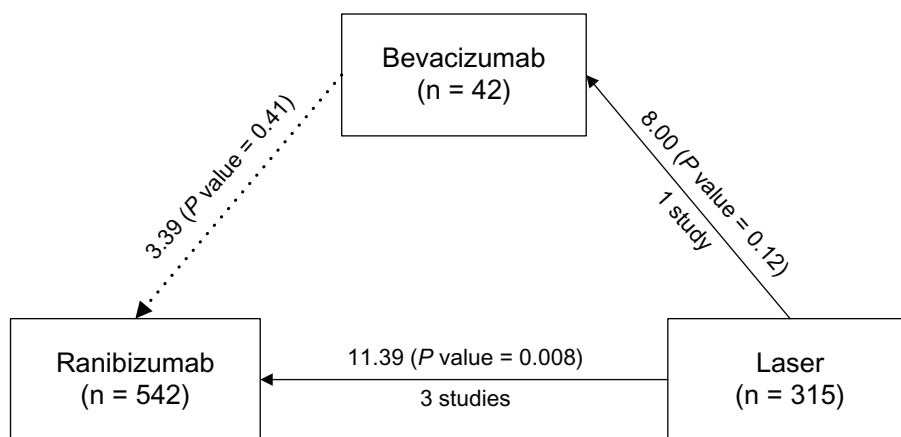 Bevacizumab
(n = 42)
3.39 (P value = 0.41)
8.00 (P value = 0.12)
1 study
Ranibizumab
(n = 542)
11.39 (P value = 0.008)
3 studies
Laser
(n = 315)